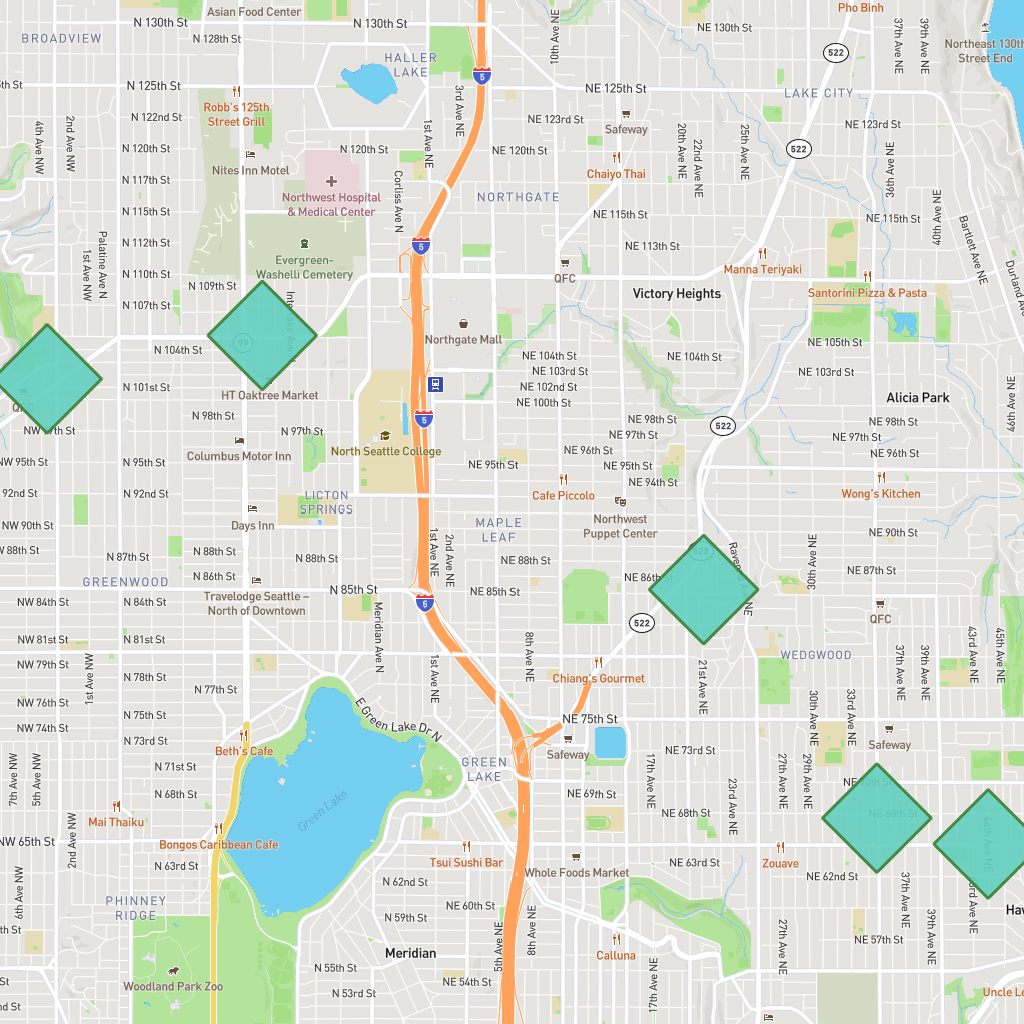 Asian Food Center
N 130th St
N 130th St
NE 130th St
Pho Binh
37th Ave NE
39th Ave NE
10th Ave NE
BROADVIEW
N 128th St
522
Northeast 130th
Street End
HALLER
LAKE
5
N 125th St
NE 125th St
LAKE CITY
3rd Ave NE
Robb's 125th
Street Grill
N 122nd St
NE 123rd St
Safeway
NE 123rd St
4th Ave NW
2nd Ave NW
1st Ave NE
20th Ave NE
22nd Ave NE
25th Ave NE
36th Ave NE
N 120th St
N 120th St
NE 120th St
522
Nites Inn Motel
Chaiyo Thai
N 117th St
Northwest Hospital
& Medical Center
Corliss Ave N
NORTHGATE
40th Ave NE
N 115th St
NE 115th St
NE 115th St
Bartlett Ave NE
N 112th St
5
NE 113th St
Palatine Ave N
1st Ave NW
Evergreen-
Washelli Cemetery
N 110th St
QFC
Manna Teriyaki
Durland Av
N 109th St
Victory Heights
Santorini Pizza & Pasta
N 107th St
99
Northgate Mall
N 104th St
NE 104th St
NE 104th St
NE 105th St
NE 103rd St
NE 103rd St
N 101st St
NE 102nd St
46th Ave NE
HT Oaktree Market
NE 100th St
Alicia Park
N 98th St
5
NE 98th St
522
NE 98th St
N 97th St
NE 97th St
NE 97th St
Columbus Motor Inn
North Seattle College
NE 96th St
NE 96th St
NW 95th St
N 95th St
NE 95th St
NE 95th St
92nd St
N 92nd St
LICTON
SPRINGS
Cafe Piccolo
NE 94th St
Wong's Kitchen
NW 90th St
Days Inn
MAPLE
LEAF
Northwest
Puppet Center
NE 90th St
W 88th St
N 88th St
N 88th St
1st Ave NE
2nd Ave NE
NE 88th St
522
30th Ave NE
N 87th St
N 86th St
NE 86th
NE 87th St
GREENWOOD
Travelodge Seattle –
North of Downtown
N 85th St
NE 85th St
NW 84th St
N 84th St
5
QFC
Meridian Ave N
522
NW 81st St
N 81st St
8th Ave NE
43rd Ave NE
45th Ave NE
WEDGWOOD
NW 79th St
1st Ave NW
N 78th St
1st Ave NE
Chiang's Gourmet
21st Ave NE
37th Ave NE
39th Ave NE
N 77th St
NW 76th St
30th Ave NE
33rd Ave NE
N 75th St
E Green Lake Dr N
NE 75th St
NW 74th St
N 73rd St
Safeway
NE 73rd St
Safeway
Beth's Cafe
7th Ave NW
5th Ave NW
N 71st St
GREEN
LAKE
17th Ave NE
23rd Ave NE
27th Ave NE
29th Ave NE
N 68th St
Green Lake
NE 69th St
NE 68th St
NE 68th St
Mai Thaiku
NW 65th St
Bongos Caribbean Cafe
2nd Ave NW
44th Ave NE
N 63rd St
Tsui Sushi Bar
Whole Foods Market
NE 63rd St
Zouave
6th Ave NW
N 62nd St
NE 62nd St
37th Ave NE
PHINNEY
RIDGE
N 59th St
NE 60th St
8th Ave NE
39th Ave NE
27th Ave NE
Meridian
5th Ave NE
Calluna
NE 57th St
Woodland Park Zoo
N 55th St
NE 54th St
17th Ave NE
N 53rd St